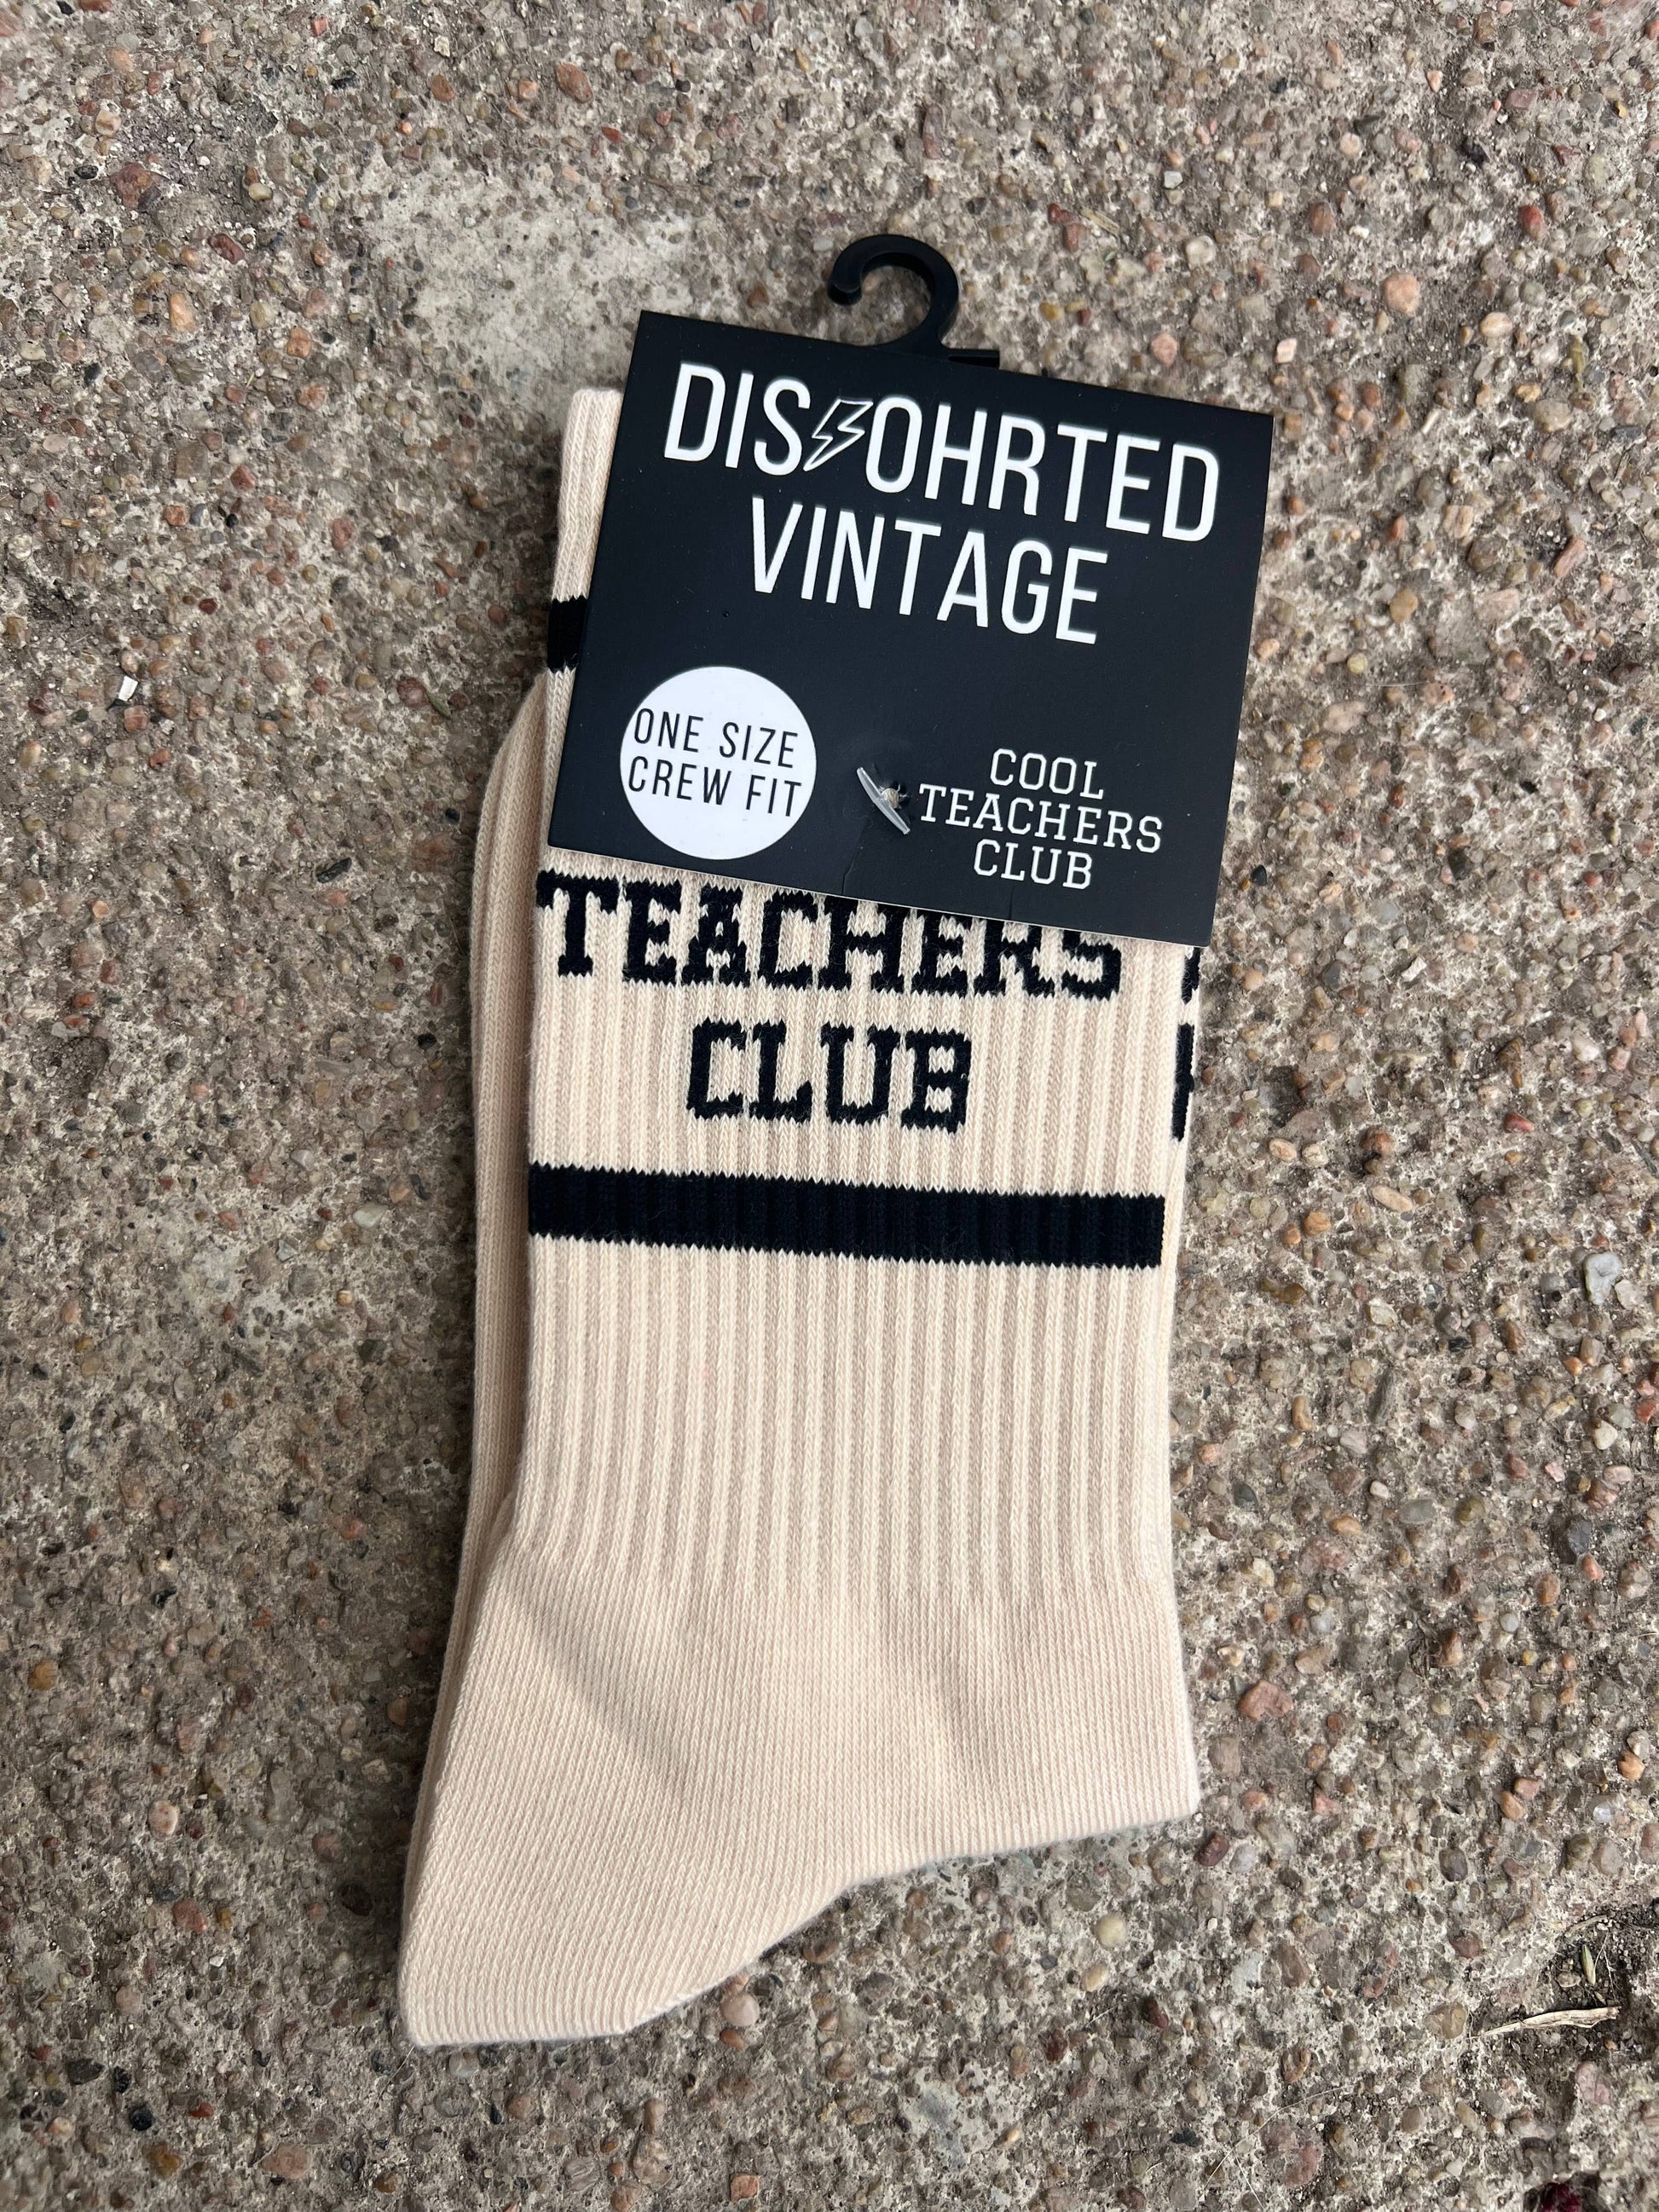 DIS⚡OHRTED
VINTAGE
ONE SIZE
CREW FIT
COOL
TEACHERS
CLUB
TEACHERS
CLUB